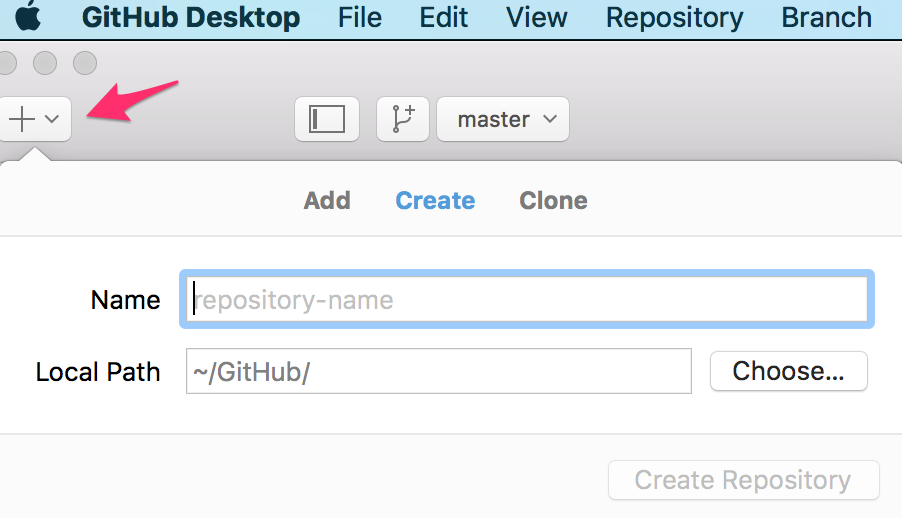 GitHub Desktop File Edit View Repository Branch
master
Add Create Clone
Name repository-name
Local Path ~/GitHub/ Choose...
Create Repository